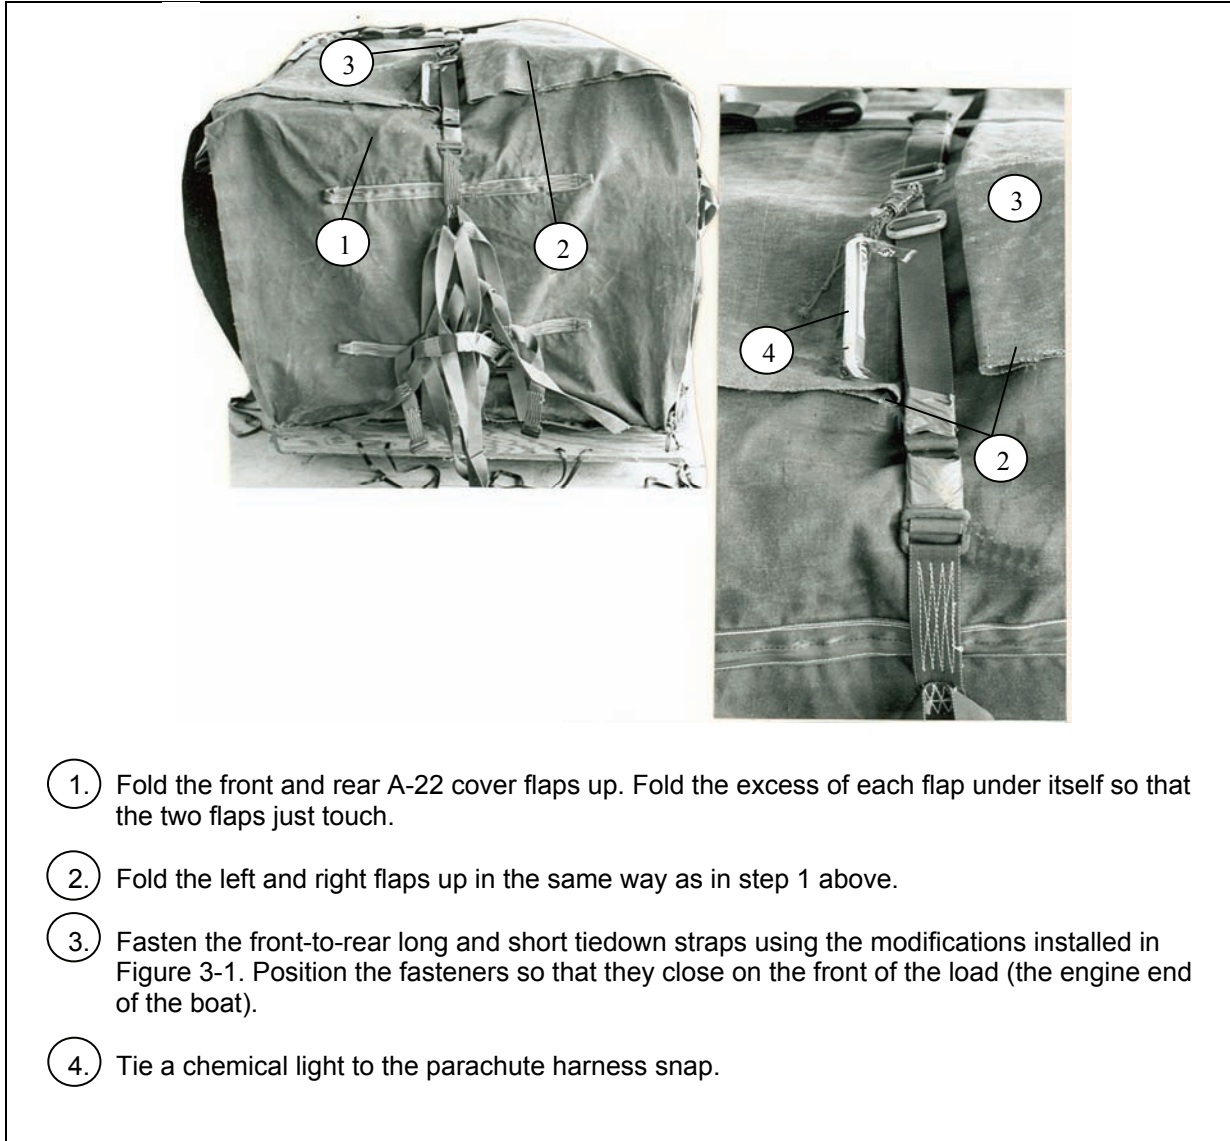 3
1
2
3
4
2
1. Fold the front and rear A-22 cover flaps up. Fold the excess of each flap under itself so that
the two flaps just touch.
2. Fold the left and right flaps up in the same way as in step 1 above.
3. Fasten the front-to-rear long and short tiedown straps using the modifications installed in
Figure 3-1. Position the fasteners so that they close on the front of the load (the engine end
of the boat).
4. Tie a chemical light to the parachute harness snap.